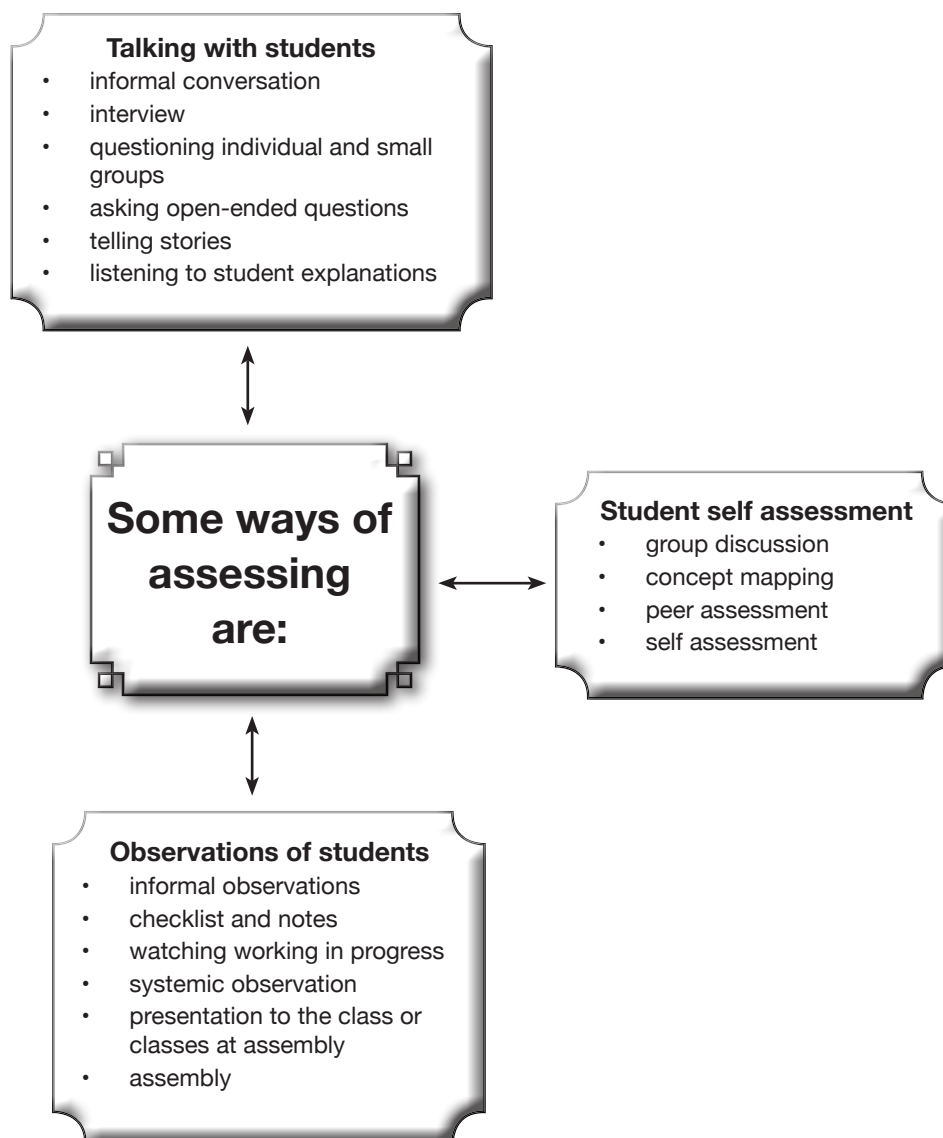 Talking with students
• informal conversation
• interview
• questioning individual and small
groups
• asking open-ended questions
• telling stories
• listening to student explanations
Some ways of
assessing
are:
Student self assessment
• group discussion
• concept mapping
• peer assessment
• self assessment
Observations of students
• informal observations
• checklist and notes
• watching working in progress
• systemic observation
• presentation to the class or
classes at assembly
• assembly